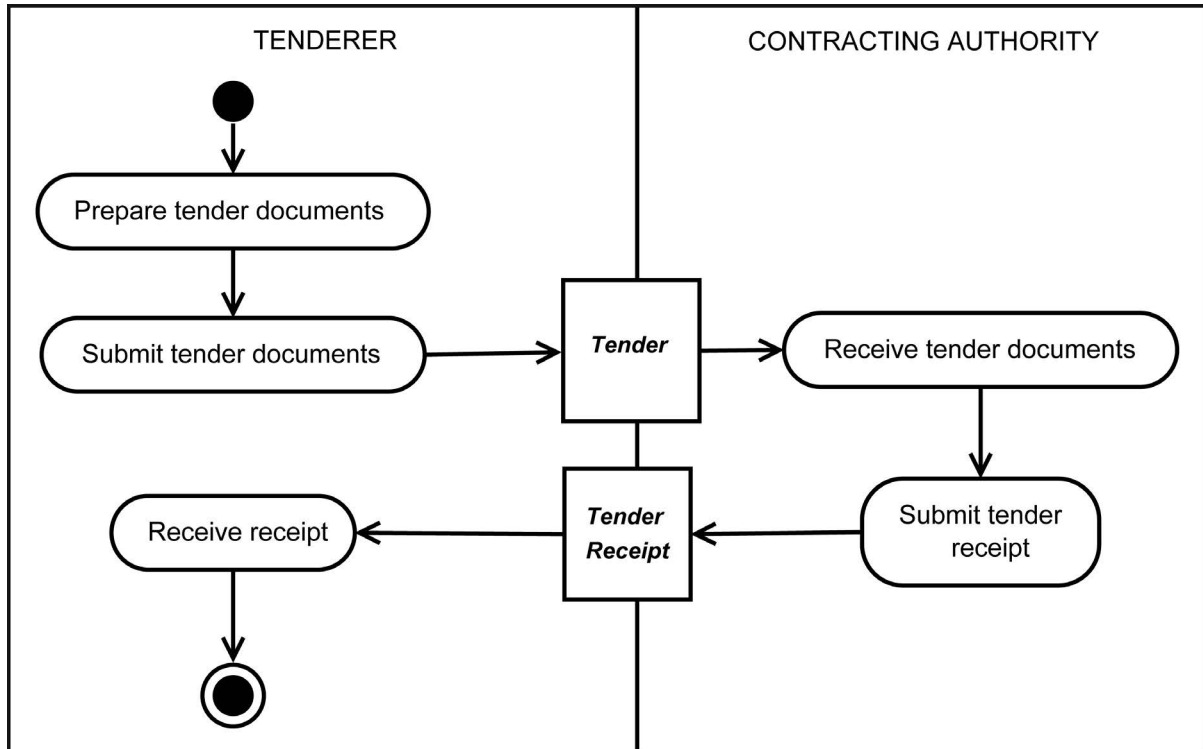 TENDERER
CONTRACTING AUTHORITY
Prepare tender documents
Submit tender documents
Tender
Receive tender documents
Receive receipt
Tender
Receipt
Submit tender
receipt